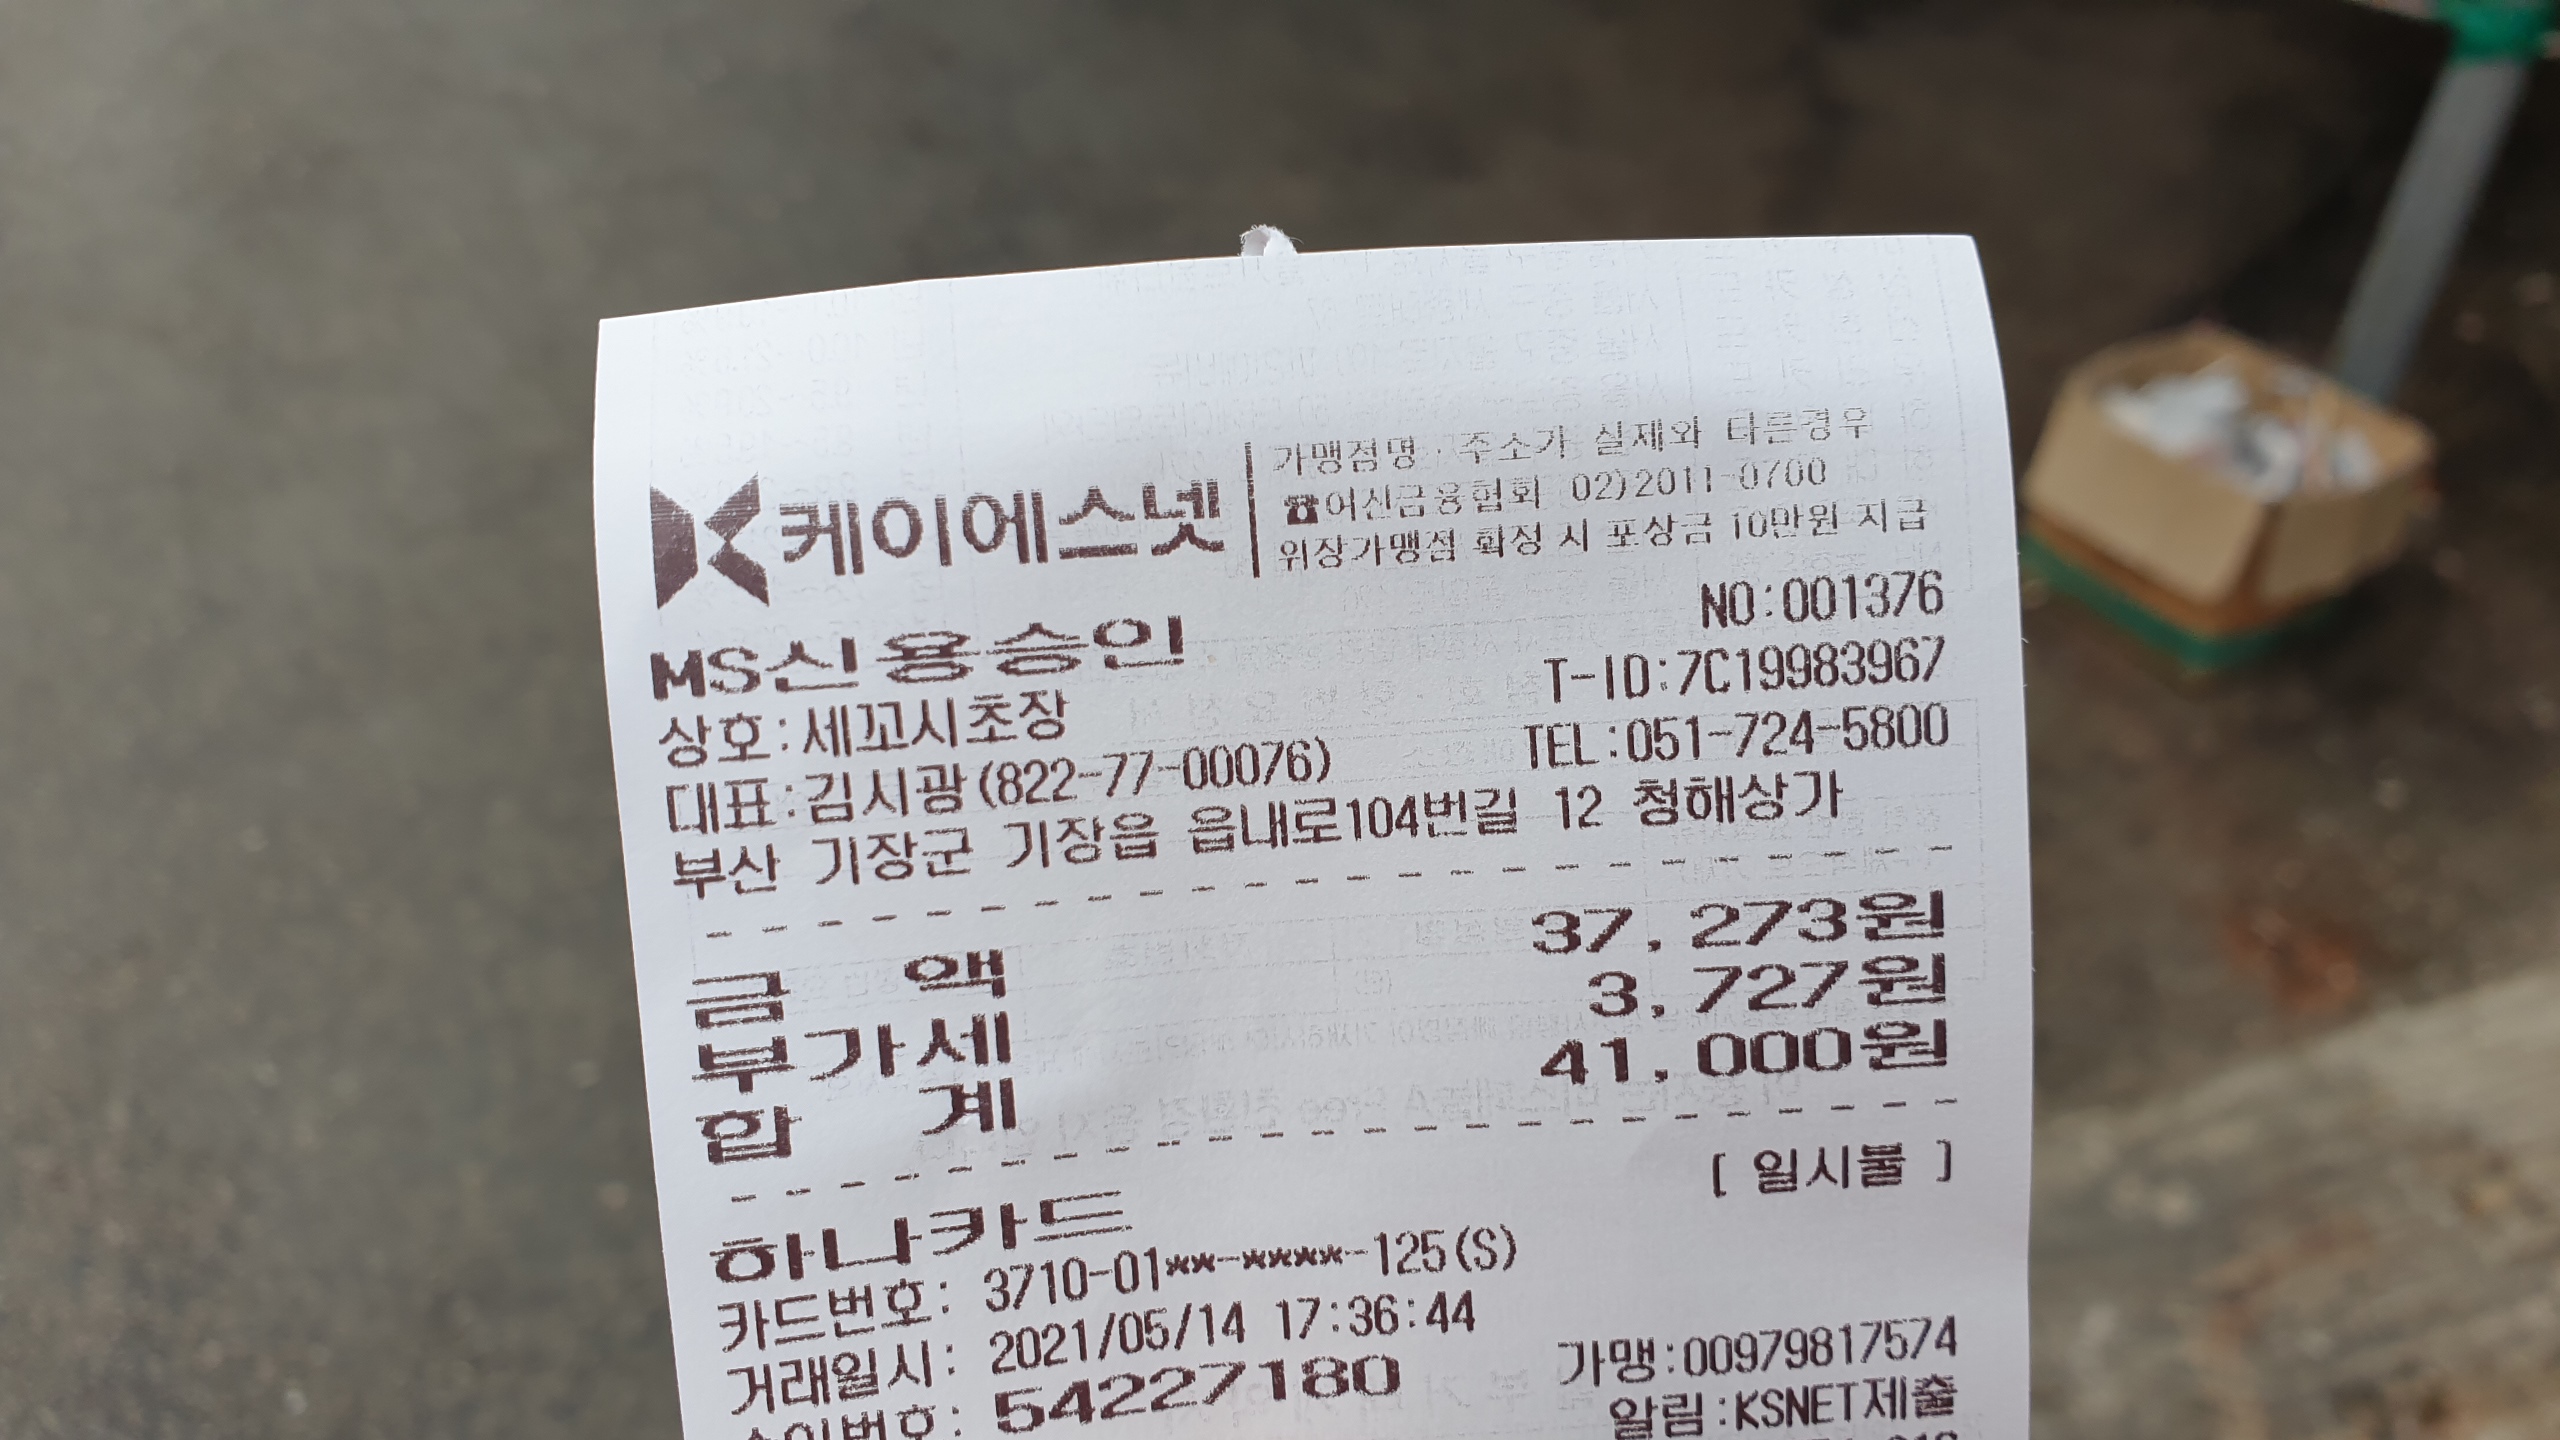 케이에스넷
가맹점명·주소가 실제와 다른경우
☎여신금융협회 02)2011-0700
위장가맹점 확정 시 포상금 10만원 지급
NO:001376
MS신용승인
T-ID:7C19983967
상호:세꼬시초장
TEL:051-724-5800
대표:김시광(822-77-00076)
부산 기장군 기장읍 읍내로104번길 12 청해상가
금 액 37,273원
부가세 3,727원
합 계 41,000원
[ 일시불 ]
하나카드
카드번호: 3710-01**-****-125(S)
거래일시: 2021/05/14 17:36:44
가맹:00979817574
승인번호: 54227180
알림:KSNET제출